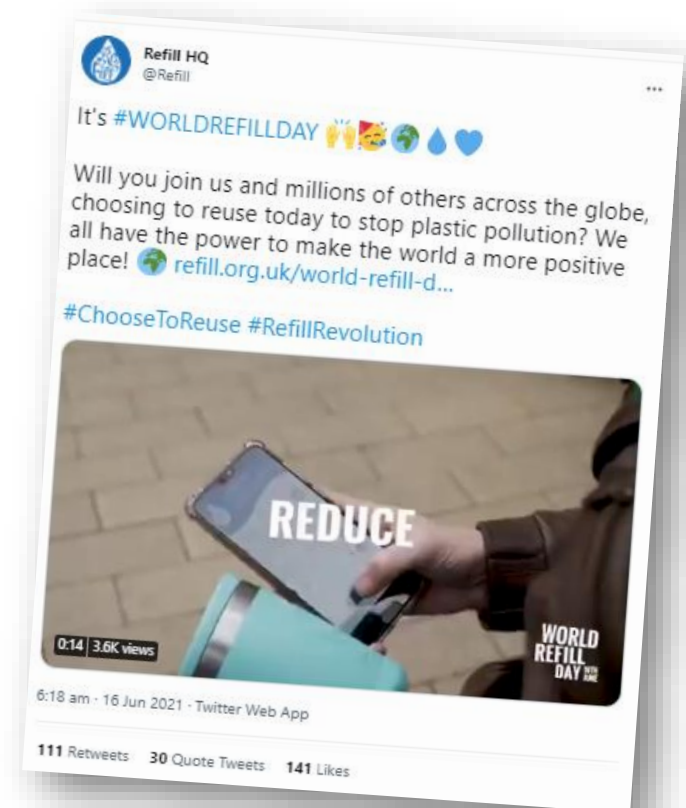 Refill HQ
@Refill
...
It's #WORLDREFILLDAY 🙌🥳🌍💧💙
Will you join us and millions of others across the globe,
choosing to reuse today to stop plastic pollution? We
all have the power to make the world a more positive
place! 🌍 refill.org.uk/world-refill-d...
#ChooseToReuse #RefillRevolution
REDUCE
WORLD
REFILL
DAY
0:14 3.6K views
6:18 am · 16 Jun 2021 · Twitter Web App
111 Retweets 30 Quote Tweets 141 Likes